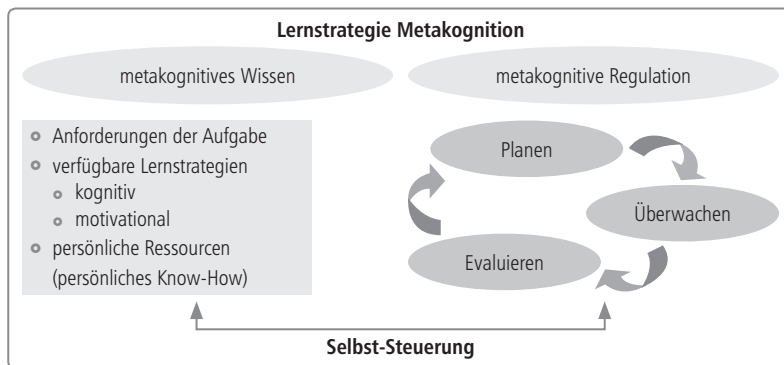 Lernstrategie Metakognition
metakognitives Wissen
metakognitive Regulation
Anforderungen der Aufgabe
verfügbare Lernstrategien
kognitiv
motivational
persönliche Ressourcen
(persönliches Know-How)
Planen
Überwachen
Evaluieren
Selbst-Steuerung